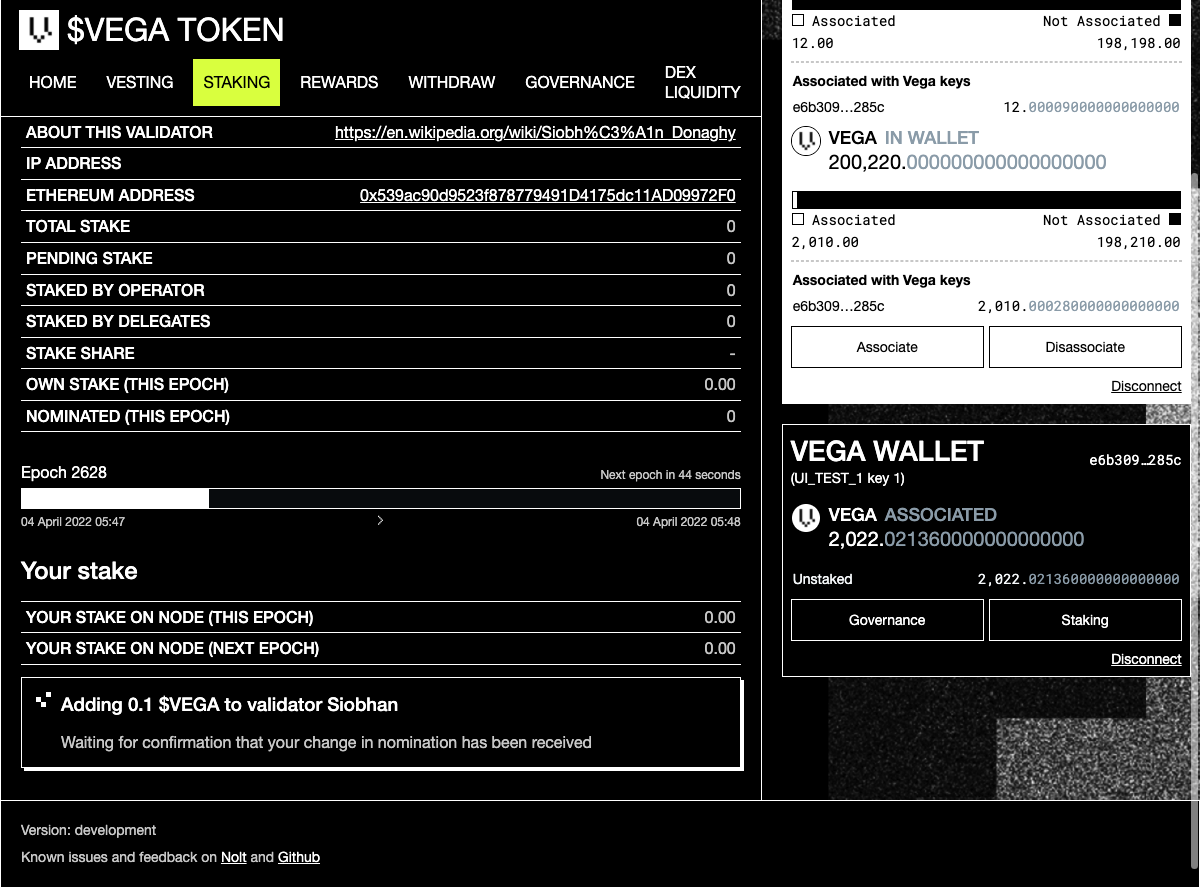 $VEGA TOKEN
HOME VESTING STAKING REWARDS WITHDRAW GOVERNANCE DEX LIQUIDITY
ABOUT THIS VALIDATOR https://en.wikipedia.org/wiki/Siobh%C3%A1n_Donaghy
IP ADDRESS
ETHEREUM ADDRESS 0x539ac90d9523f878779491D4175dc11AD09972F0
TOTAL STAKE 0
PENDING STAKE 0
STAKED BY OPERATOR 0
STAKED BY DELEGATES 0
STAKE SHARE -
OWN STAKE (THIS EPOCH) 0.00
NOMINATED (THIS EPOCH) 0
Epoch 2628 Next epoch in 44 seconds
04 April 2022 05:47 04 April 2022 05:48
Your stake
YOUR STAKE ON NODE (THIS EPOCH) 0.00
YOUR STAKE ON NODE (NEXT EPOCH) 0.00
Adding 0.1 $VEGA to validator Siobhan
Waiting for confirmation that your change in nomination has been received
Associated Not Associated
12.00 198,198.00
Associated with Vega keys
e6b309…285c 12.000090000000000000
VEGA IN WALLET
200,220.000000000000000000
Associated Not Associated
2,010.00 198,210.00
Associated with Vega keys
e6b309…285c 2,010.000280000000000000
Associate Disassociate
Disconnect
VEGA WALLET e6b309…285c
(UI_TEST_1 key 1)
VEGA ASSOCIATED
2,022.021360000000000000
Unstaked 2,022.021360000000000000
Governance Staking
Disconnect
Version: development
Known issues and feedback on Nolt and Github